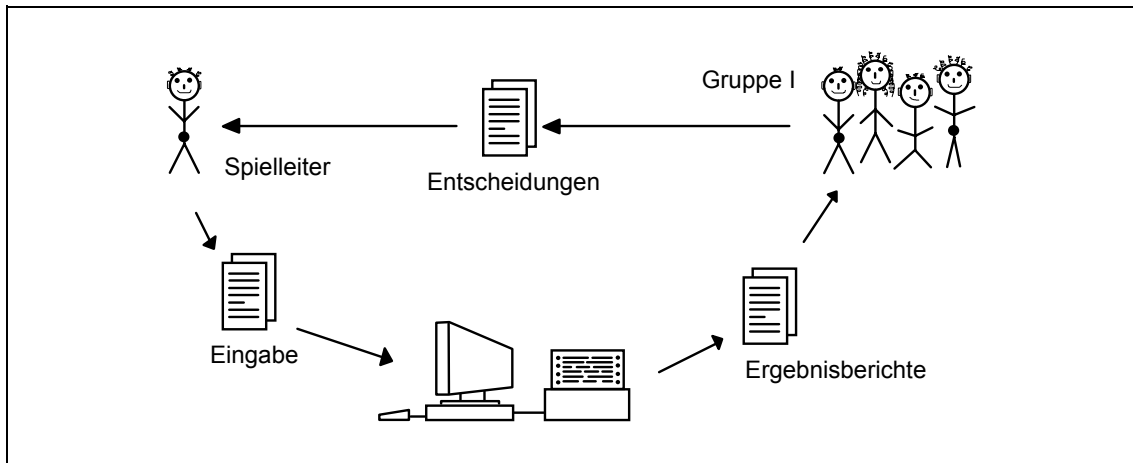 Gruppe I
Spielleiter
Entscheidungen
Eingabe
Ergebnisberichte